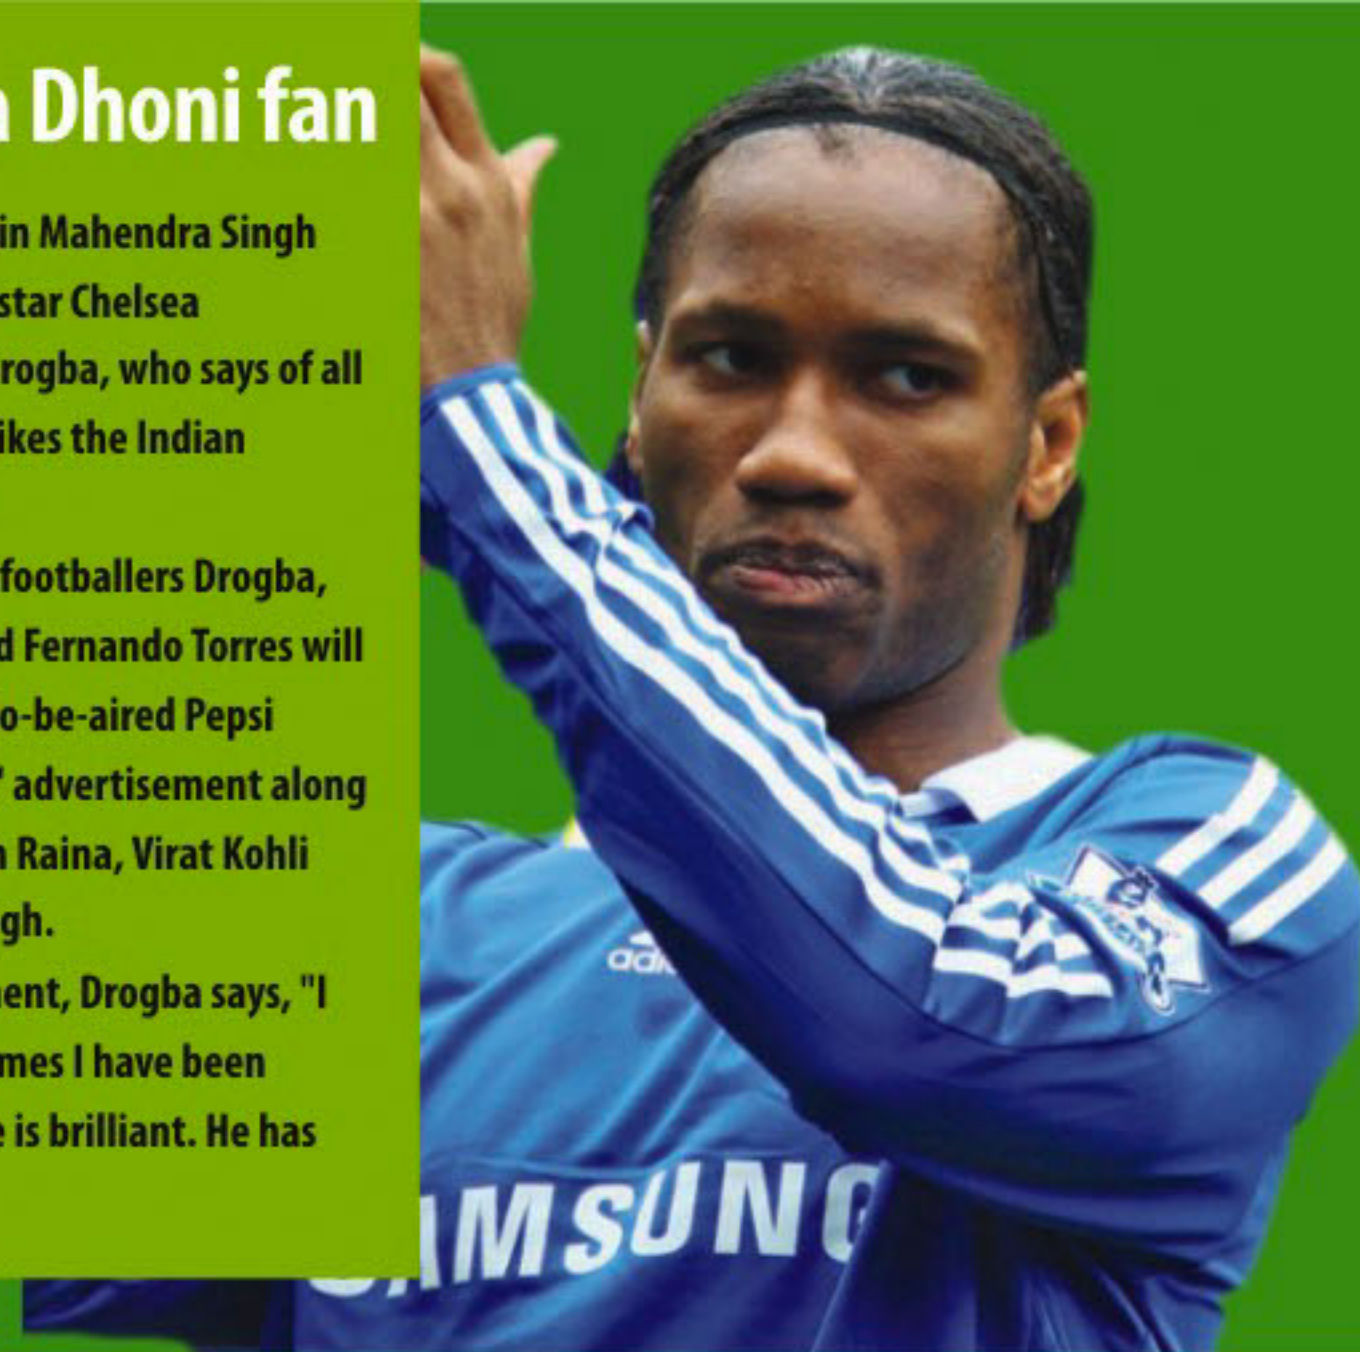 Dhoni fan
in Mahendra Singh
star Chelsea
rogba, who says of all
ikes the Indian
footballers Drogba,
d Fernando Torres will
o-be-aired Pepsi
' advertisement along
n Raina, Virat Kohli
gh.
ent, Drogba says, "I
mes I have been
e is brilliant. He has
adi
SAMSUNG